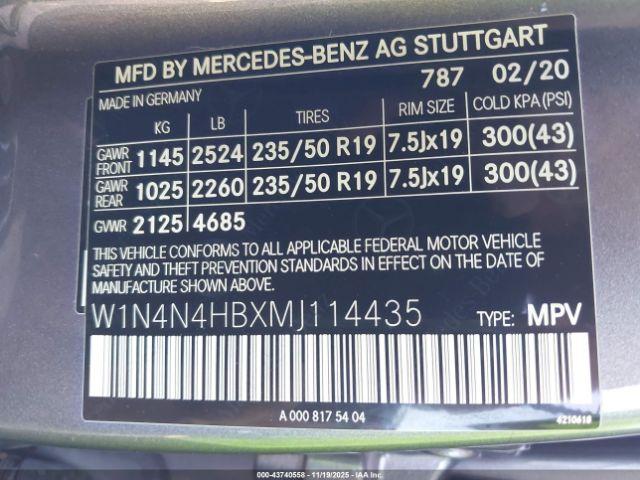 MFD BY MERCEDES-BENZ AG STUTTGART
787 02/20
MADE IN GERMANY
KG LB TIRES RIM SIZE COLD KPA(PSI)
GAWR FRONT 1145 2524 235/50 R19 7.5Jx19 300(43)
GAWR REAR 1025 2260 235/50 R19 7.5Jx19 300(43)
GVWR 2125 4685
THIS VEHICLE CONFORMS TO ALL APPLICABLE FEDERAL MOTOR VEHICLE
SAFETY AND THEFT PREVENTION STANDARDS IN EFFECT ON THE DATE
OF MANUFACTURE SHOWN ABOVE.
W1N4N4HBXMJ114435 TYPE: MPV
A 000 817 54 04
4210618
IAA: 000-43740558 - 11/19/2025 - IAAI.COM